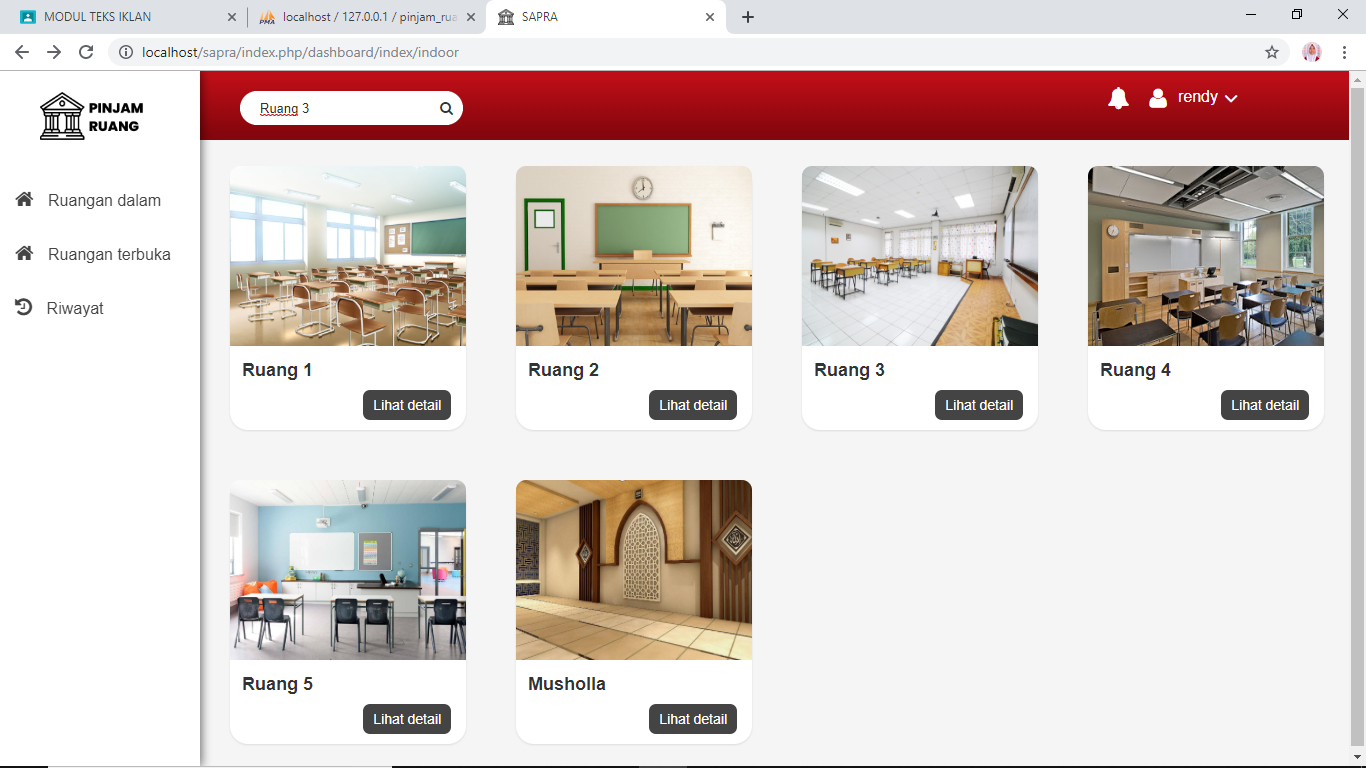 MODUL TEKS IKLAN
localhost / 127.0.0.1 / pinjam_rua
SAPRA
localhost/sapra/index.php/dashboard/index/indoor
PINJAM
RUANG
Ruang 3
rendy
Ruangan dalam
Ruangan terbuka
Riwayat
Ruang 1
Lihat detail
Ruang 2
Lihat detail
Ruang 3
Lihat detail
Ruang 4
Lihat detail
Ruang 5
Lihat detail
Musholla
Lihat detail